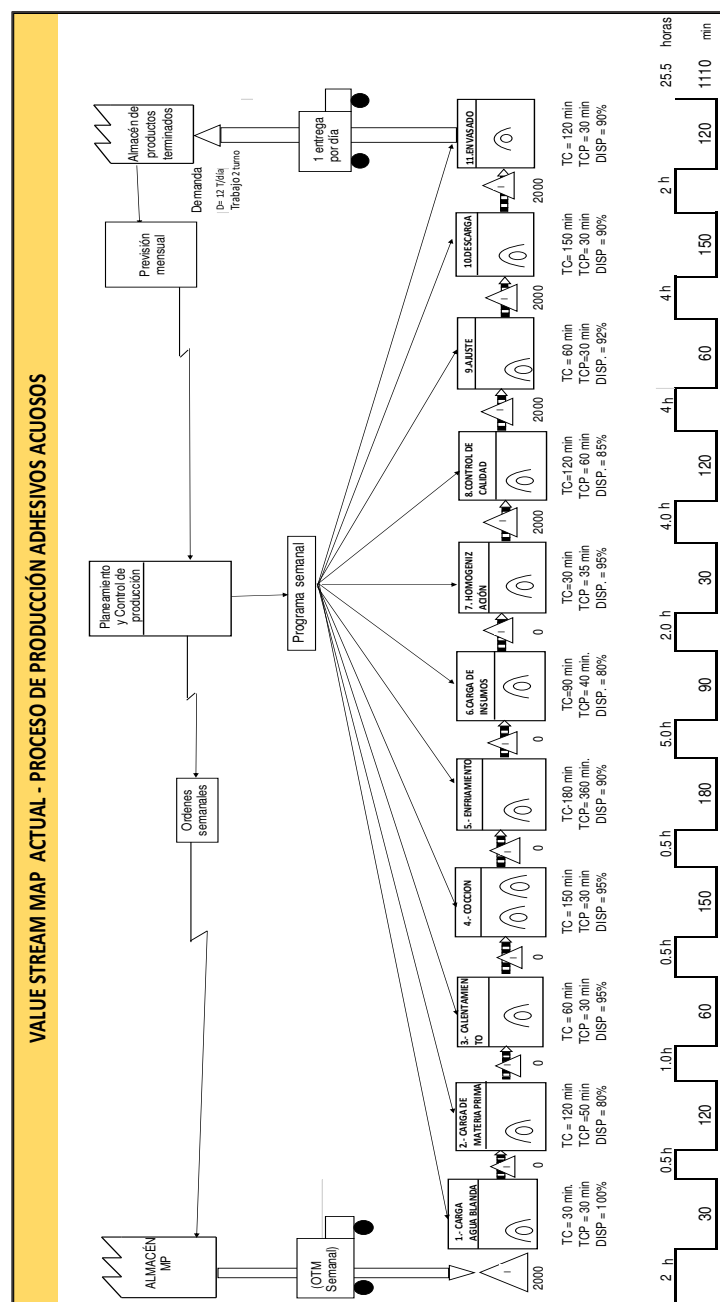 VALUE STREAM MAP ACTUAL - PROCESO DE PRODUCCIÓN ADHESIVOS ACUOSOS
ALMACÉN
MP
Ordenes
semanales
Planeamiento
y Control de
producción
Previsión
mensual
Almacén de
productos
terminados
Demanda
D= 12 T/día
Trabajo 2 turno
(OTM
Semanal)
Programa semanal
1 entrega
por día
1.- CARGA
AGUA BLANDA
2.- CARGA DE
MATERIA PRIMA
3.- CALENTAMIEN
TO
4.- COCCION
5.- ENFRIAMIENTO
6.CARGA DE
INSUMOS
7. HOMOGENIZ
ACIÓN
8.CONTROL DE
CALIDAD
9.AJUSTE
10.DESCARGA
11.ENVASADO
I
I
I
I
I
I
I
I
I
I
I
2000
0
0
0
0
0
0
2000
2000
2000
2000
TC = 30 min.
TCP = 30 min
DISP = 100%
TC = 120 min
TCP =50 min
DISP = 80%
TC = 60 min
TCP = 30 min
DISP = 95%
TC = 150 min
TCP =30 min
DISP = 95%
TC-180 min
TCP= 360 min.
DISP = 90%
TC=90 min
TCP = 40 min.
DISP. = 80%
TC=30 min
TCP = 35 min
DISP. = 95%
TC=120 min
TCP = 60 min
DISP. = 85%
TC = 60 min
TCP=30 min
DISP. = 92%
TC= 150 min
TCP=30 min
DISP = 90%
TC = 120 min
TCP = 30 min
DISP = 90%
2 h
0.5 h
1.0 h
0.5 h
0.5 h
5.0 h
2.0 h
4.0 h
4 h
4 h
2 h
25.5 horas
30
120
60
150
180
90
30
120
60
150
120
1110 min